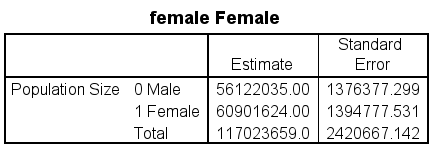 female Female
Estimate Standard Error
Population Size 0 Male 56122035.00 1376377.299
1 Female 60901624.00 1394777.531
Total 117023659.0 2420667.142